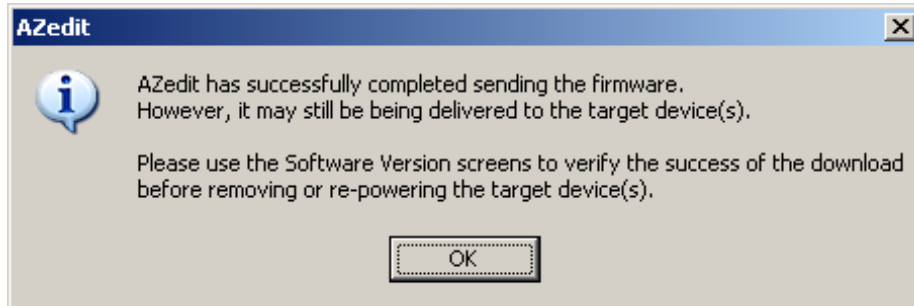 AZedit
AZedit has successfully completed sending the firmware.
However, it may still be being delivered to the target device(s).
Please use the Software Version screens to verify the success of the download
before removing or re-powering the target device(s).
OK